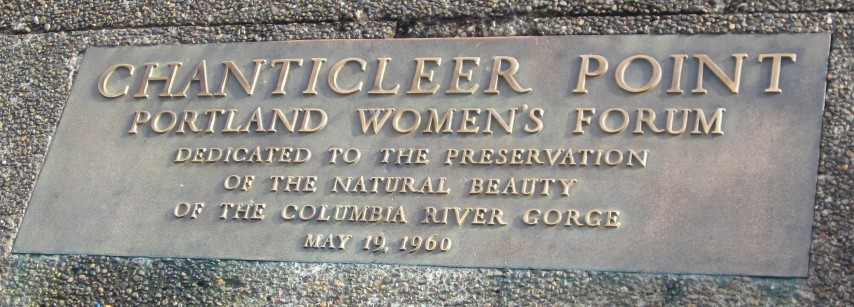 CHANTICLEER POINT
PORTLAND WOMEN'S FORUM
DEDICATED TO THE PRESERVATION
OF THE NATURAL BEAUTY
OF THE COLUMBIA RIVER GORGE
MAY 19, 1960